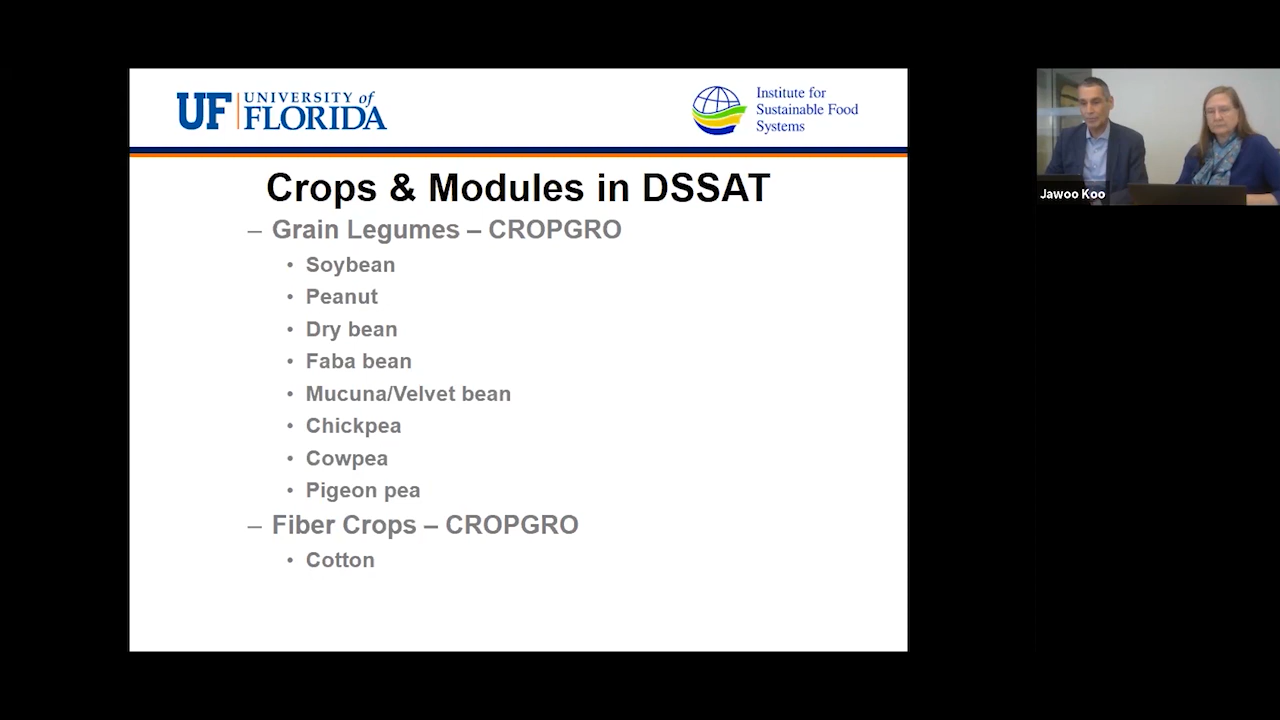 UF UNIVERSITY of
FLORIDA
Institute for
Sustainable Food
Systems
Crops & Modules in DSSAT
– Grain Legumes – CROPGRO
• Soybean
• Peanut
• Dry bean
• Faba bean
• Mucuna/Velvet bean
• Chickpea
• Cowpea
• Pigeon pea
– Fiber Crops – CROPGRO
• Cotton
Jawoo Koo